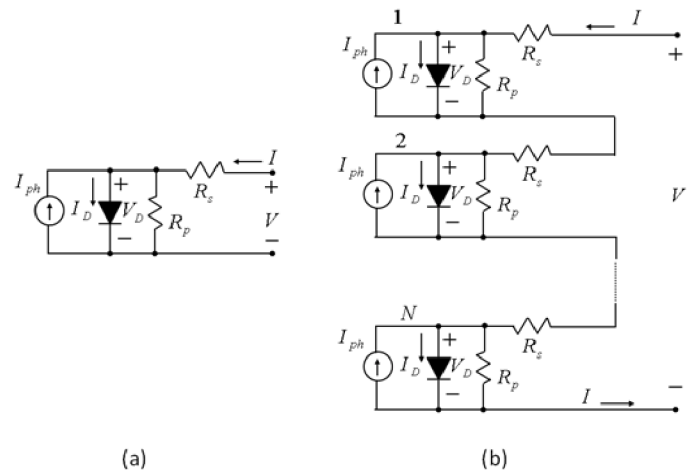 1
I
I_ph
I_D
+
V_D
−
R_p
R_s
+
2
I_ph
I_D
+
V_D
−
R_p
R_s
V
I
I_ph
I_D
+
V_D
−
R_p
R_s
+
V
−
N
I_ph
I_D
+
V_D
−
R_p
R_s
I
−
(a)
(b)